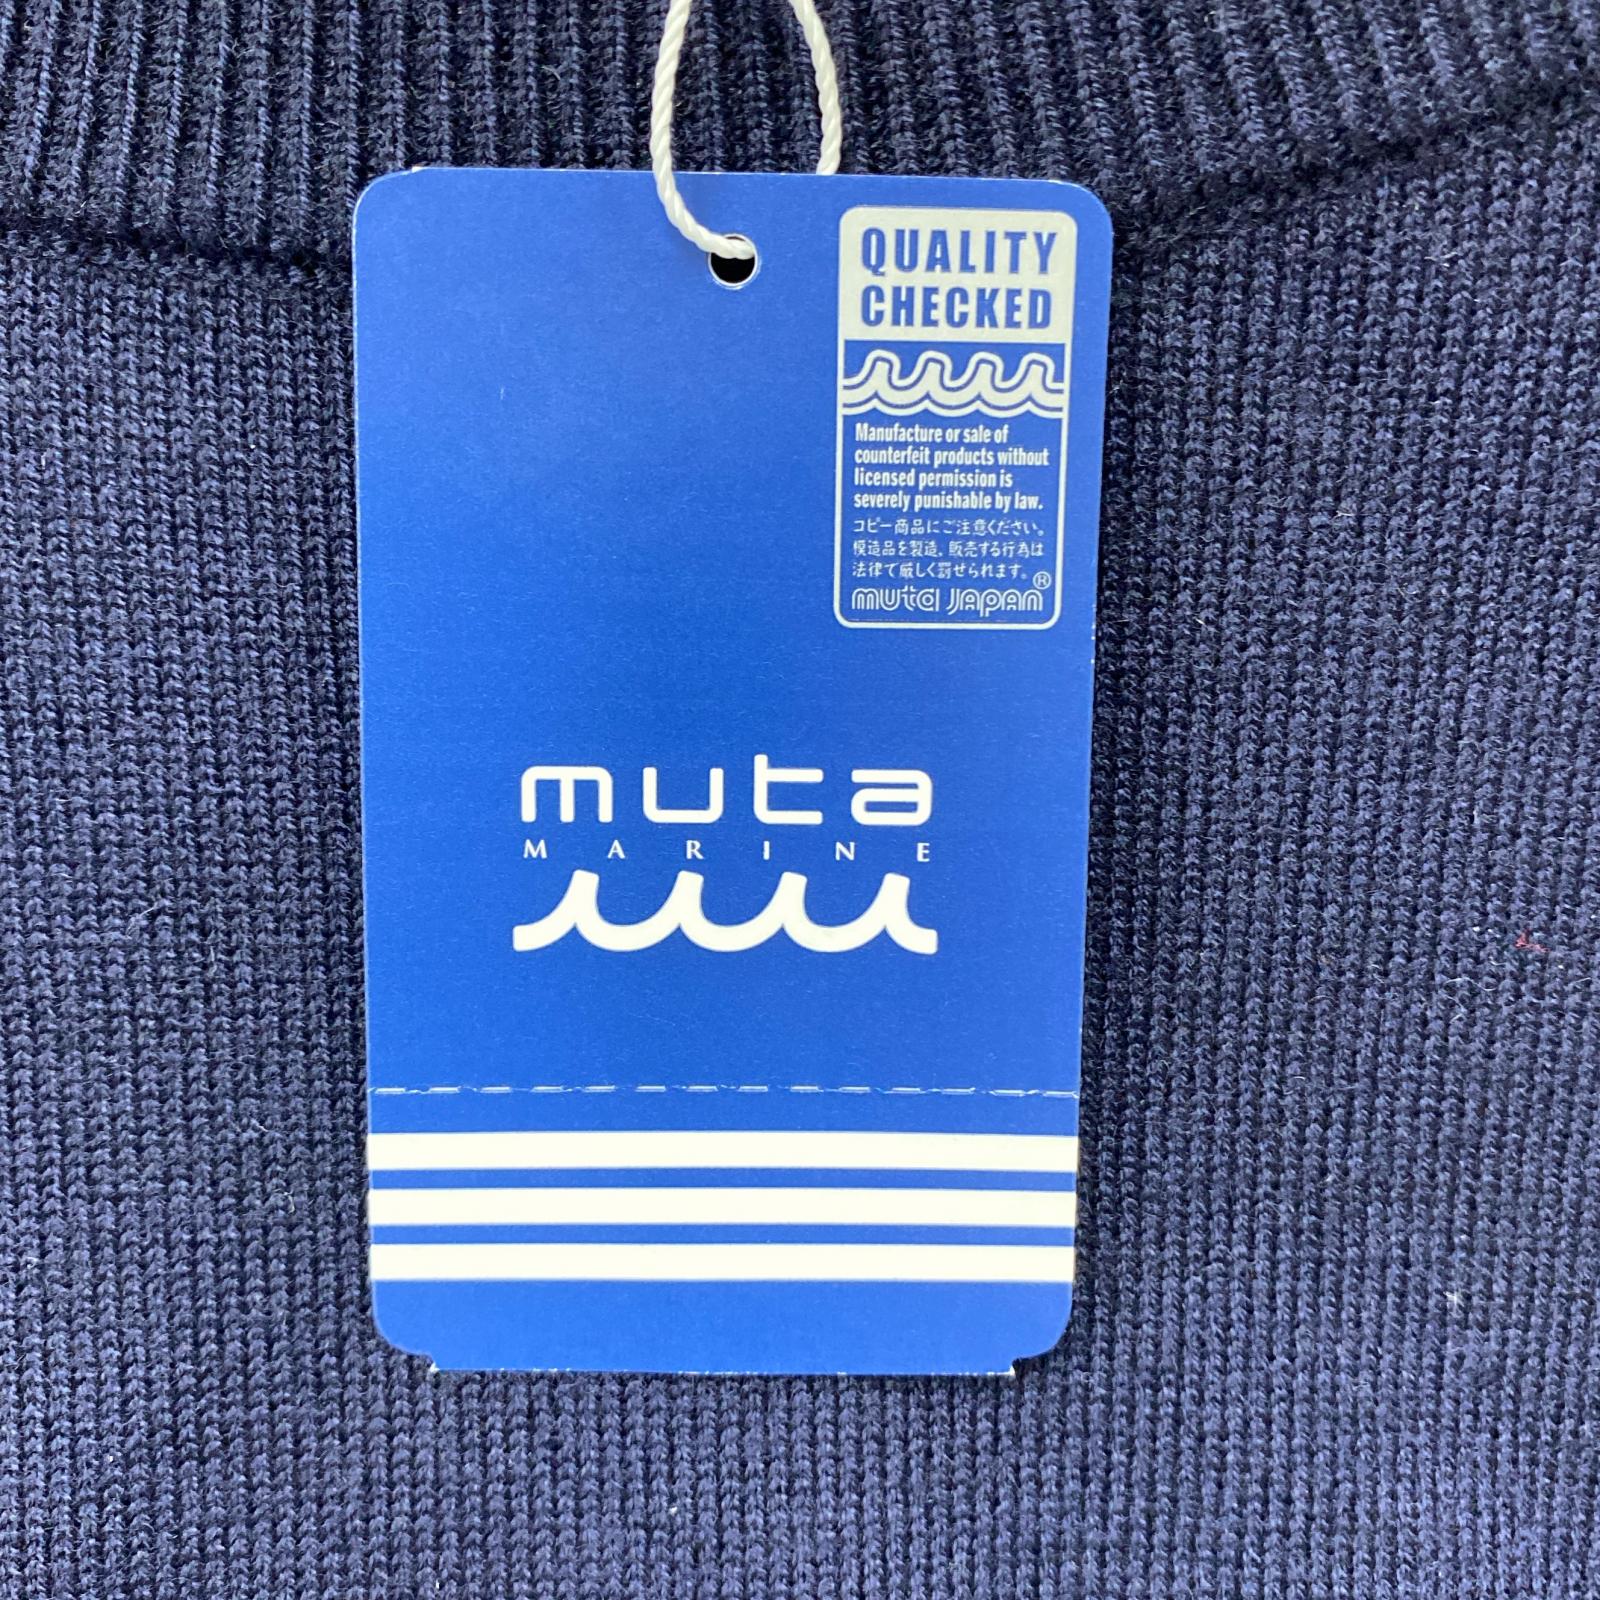 QUALITY
CHECKED
Manufacture or sale of
counterfeit products without
licensed permission is
severely punishable by law.
コピー商品にご注意ください。
模造品を製造、販売する行為は
法律で厳しく罰せられます。
muta JAPAN®
muta
MARINE